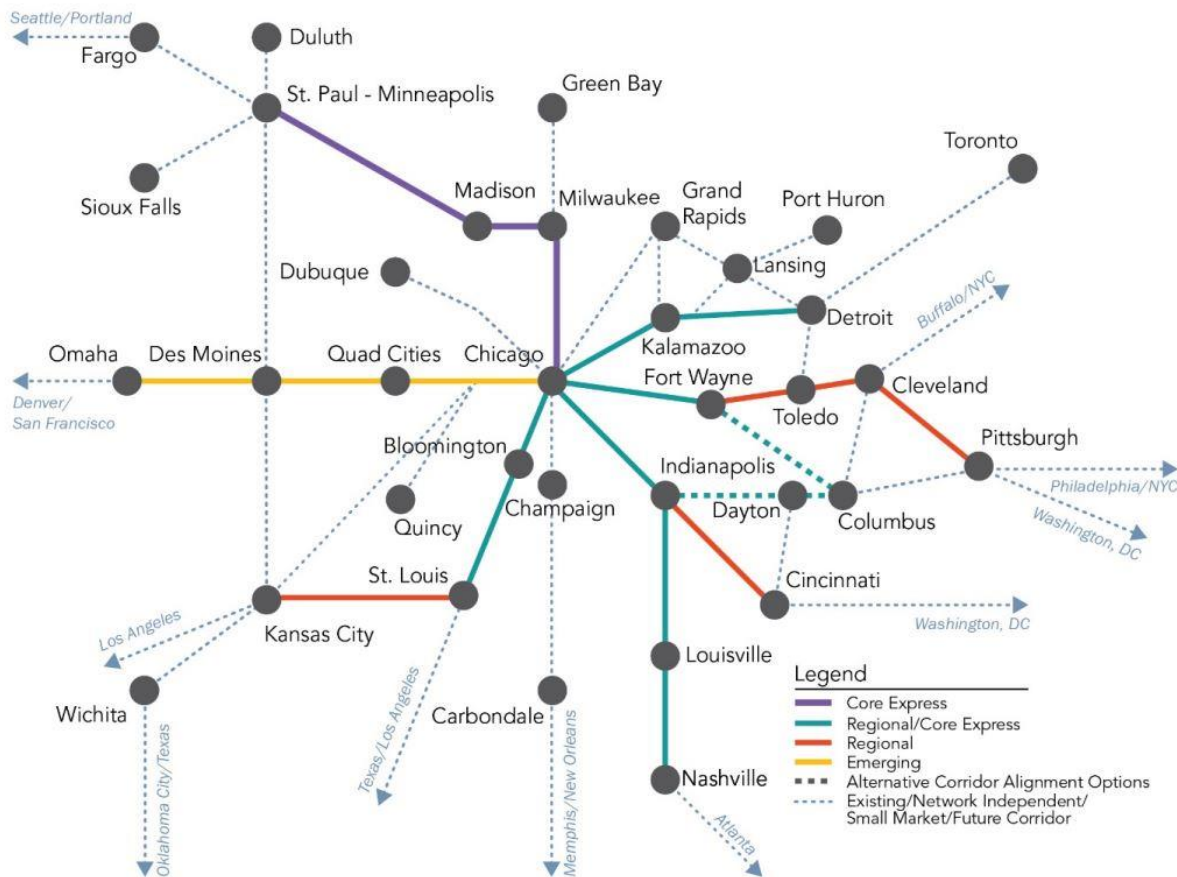 Seattle/Portland
Fargo
Duluth
St. Paul - Minneapolis
Green Bay
Toronto
Sioux Falls
Madison
Milwaukee
Grand
Rapids
Port Huron
Dubuque
Lansing
Buffalo/NYC
Detroit
Kalamazoo
Omaha
Des Moines
Quad Cities
Chicago
Fort Wayne
Cleveland
Toledo
Denver/
San Francisco
Bloomington
Indianapolis
Pittsburgh
Philadelphia/NYC
Quincy
Champaign
Dayton
Columbus
Washington, DC
St. Louis
Cincinnati
Kansas City
Washington, DC
Los Angeles
Louisville
Wichita
Carbondale
Oklahoma City/Texas
Texas/Los Angeles
Memphis/New Orleans
Nashville
Atlanta
Legend
Core Express
Regional/Core Express
Regional
Emerging
Alternative Corridor Alignment Options
Existing/Network Independent/
Small Market/Future Corridor